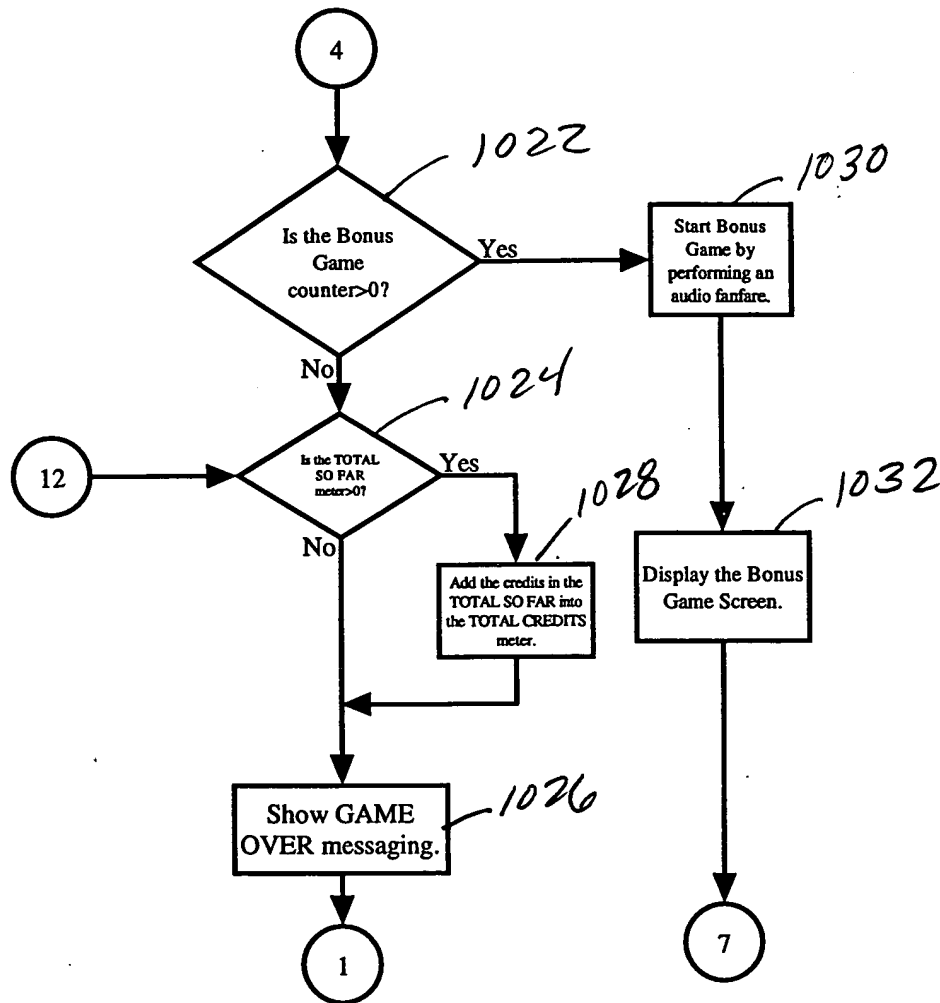 4
1022
Is the Bonus
Game
counter>0?
Yes
1030
Start Bonus
Game by
performing an
audio fanfare.
No
1024
12
Is the TOTAL
SO FAR
meter>0?
Yes
1028
1032
No
Add the credits in the
TOTAL SO FAR into
the TOTAL CREDITS
meter.
Display the Bonus
Game Screen.
Show GAME
OVER messaging.
1026
1
7